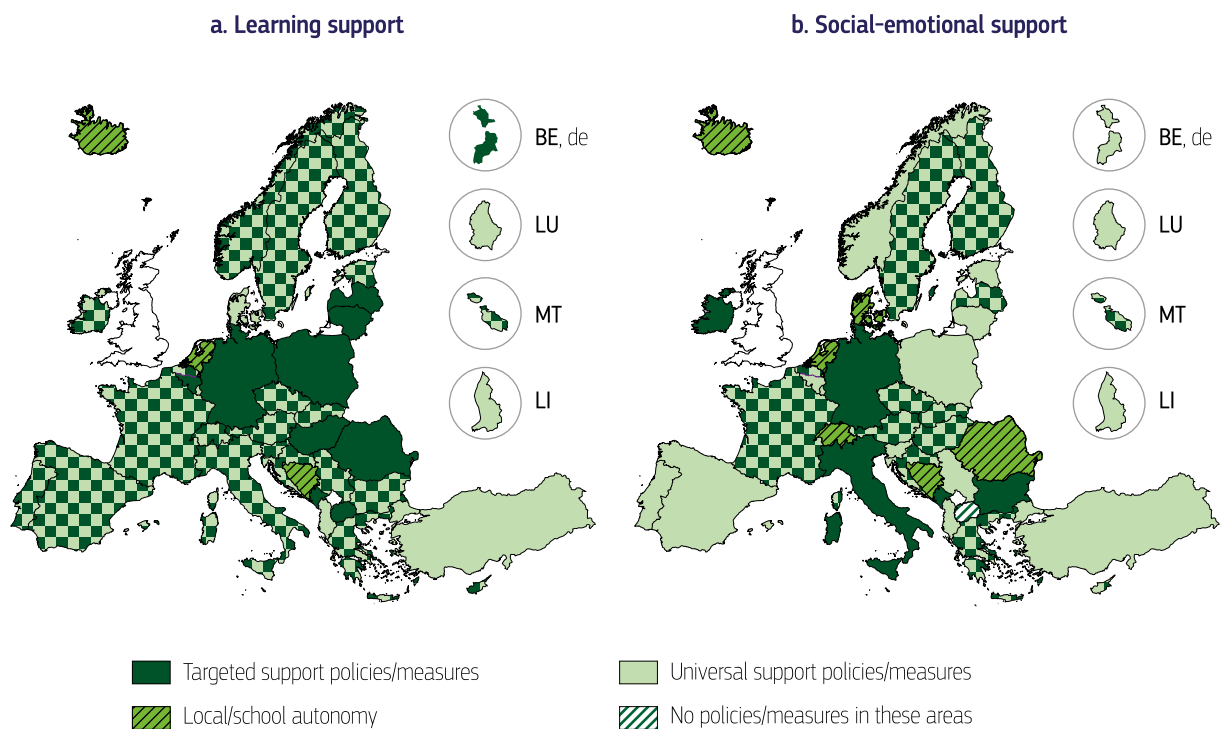 a. Learning support
b. Social-emotional support
BE, de
LU
MT
LI
BE, de
LU
MT
LI
Targeted support policies/measures
Universal support policies/measures
Local/school autonomy
No policies/measures in these areas